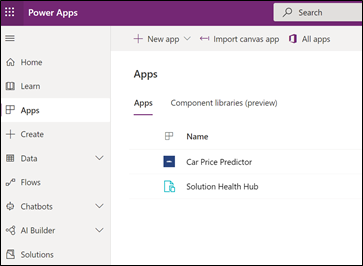 Power Apps
Search
New app
Import canvas app
All apps
Home
Learn
Apps
Create
Data
Flows
Chatbots
AI Builder
Solutions
Apps
Apps
Component libraries (preview)
Name
Car Price Predictor
Solution Health Hub